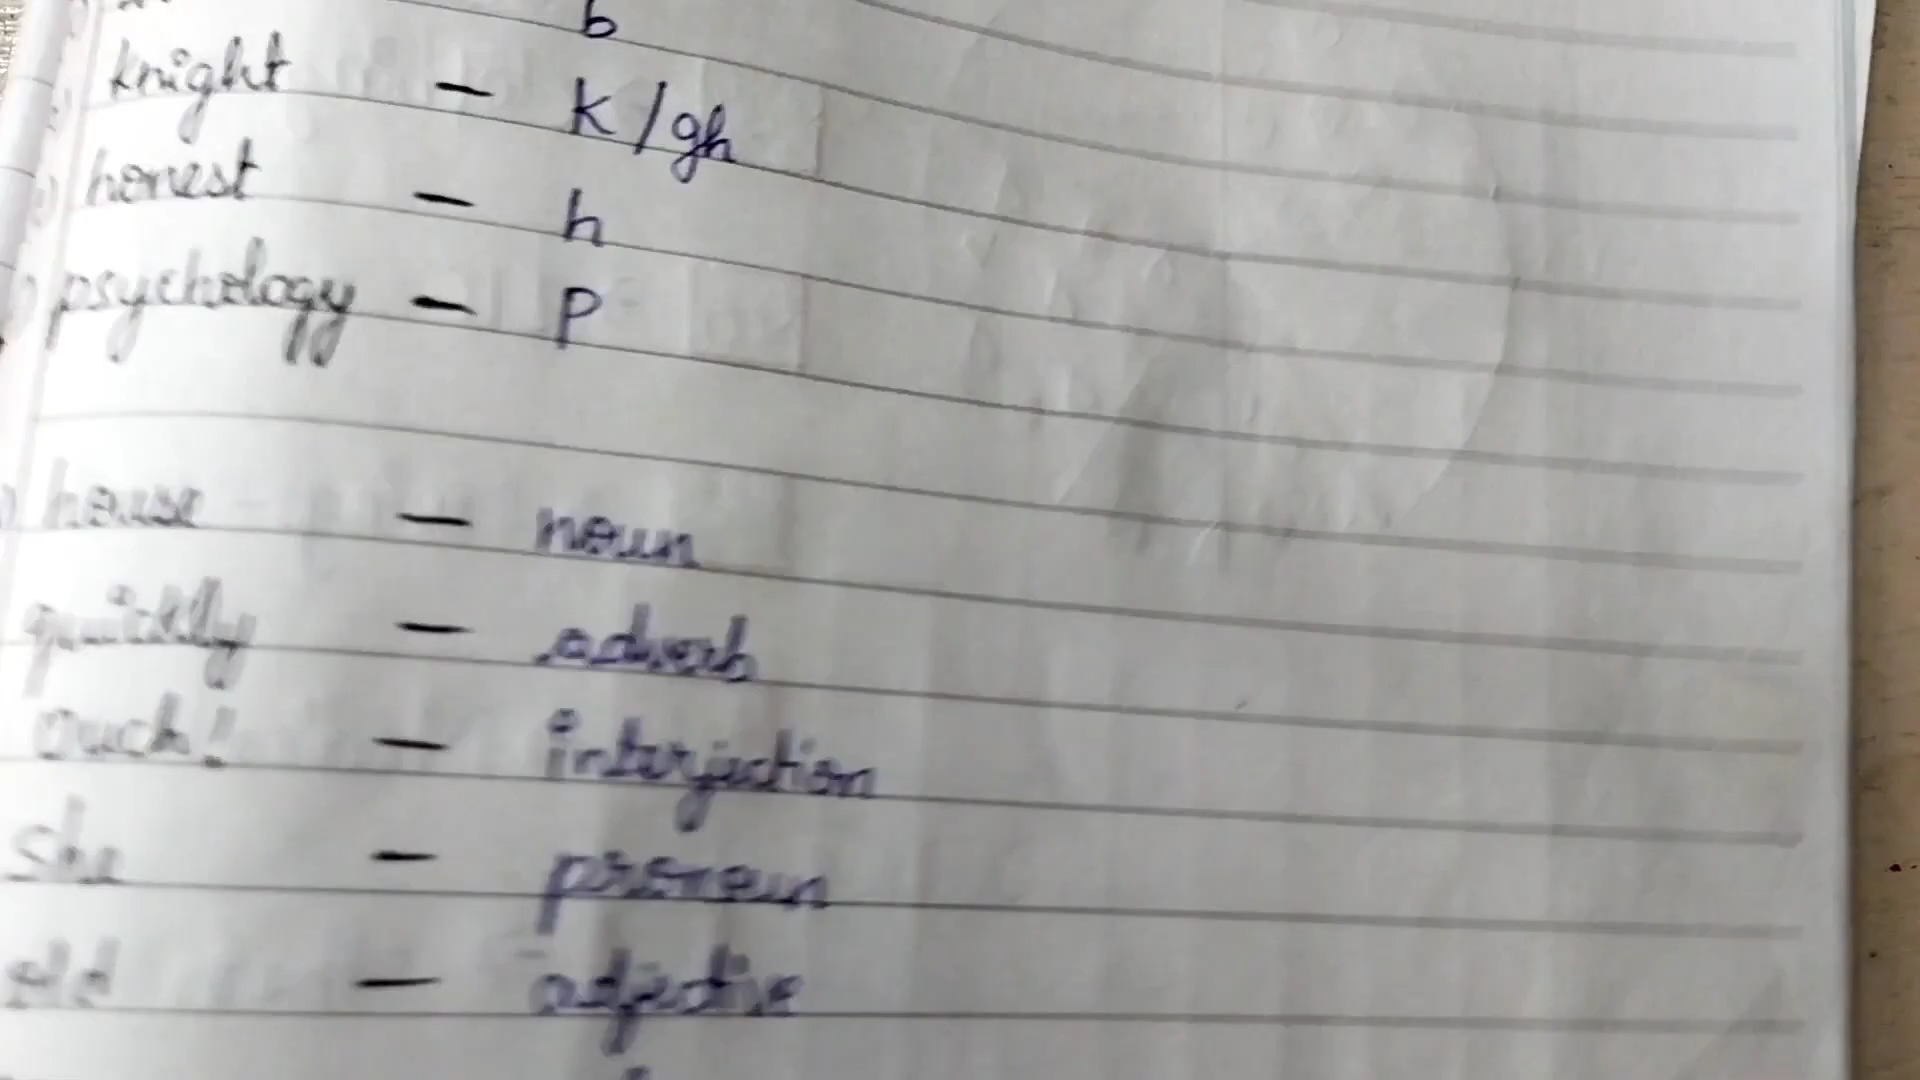 b
knight - k/gh
honest - h
psychology - p
house - noun
quickly - adverb
ouch! - interjection
she - pronoun
old - adjective